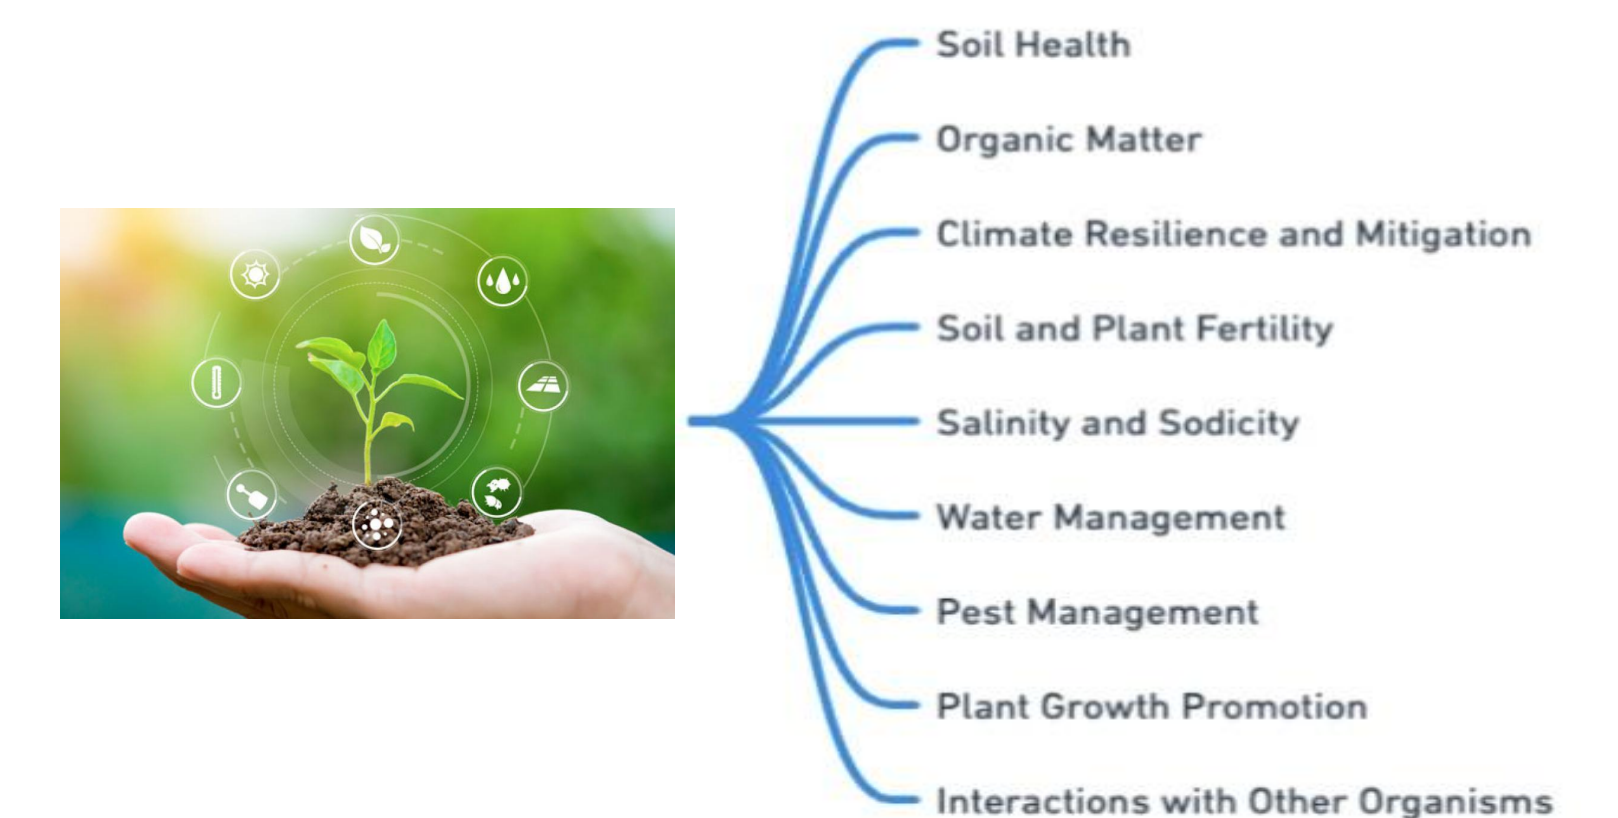 Soil Health
Organic Matter
Climate Resilience and Mitigation
Soil and Plant Fertility
Salinity and Sodicity
Water Management
Pest Management
Plant Growth Promotion
Interactions with Other Organisms